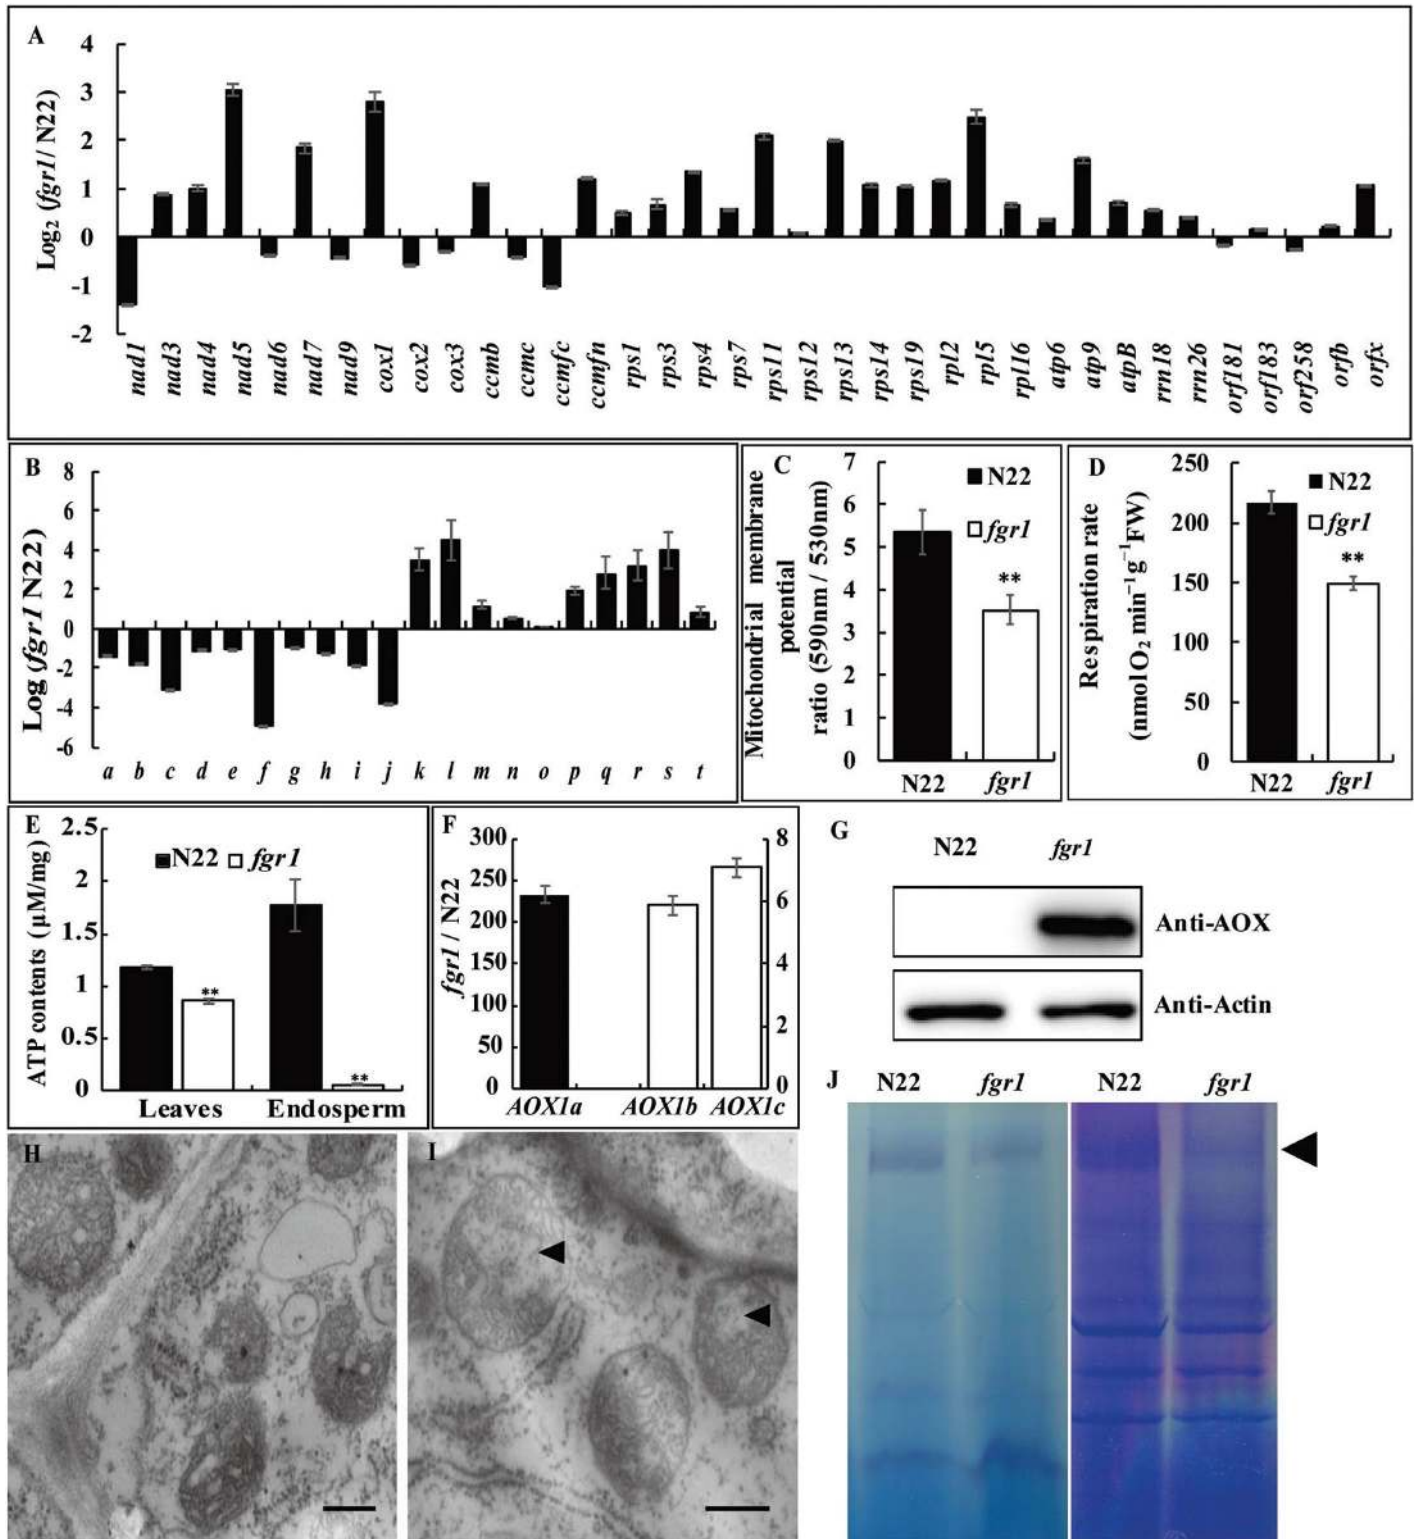 A
Log₂ (fgr1 / N22)
4
3
2
1
0
-1
-2
nad1 nad3 nad4 nad5 nad6 nad7 nad9 cox1 cox2 cox3 ccmb ccmc ccmfc ccmfn rps1 rps3 rps4 rps7 rps11 rps12 rps13 rps14 rps19 rpl2 rpl5 rpl16 atp6 atp9 atpB rrn18 rrn26 orf181 orf183 orf258 orfb orfx
B
Log (fgr1 N22)
8
6
4
2
0
-2
-4
-6
a b c d e f g h i j k l m n o p q r s t
C
Mitochondrial membrane
potential
ratio (590nm / 530nm)
7
6
5
4
3
2
1
0
N22
fgr1
**
N22 fgr1
D
Respiration rate
(nmol O₂ min⁻¹g⁻¹FW)
250
200
150
100
50
0
N22
fgr1
**
N22 fgr1
E
ATP contents (µM/mg)
2.5
2
1.5
1
0.5
0
N22 fgr1
**
**
Leaves Endosperm
F
fgr1 / N22
300
250
200
150
100
50
0
8
6
4
2
0
AOX1a AOX1b AOX1c
G
N22 fgr1
Anti-AOX
Anti-Actin
H
I
J
N22 fgr1 N22 fgr1